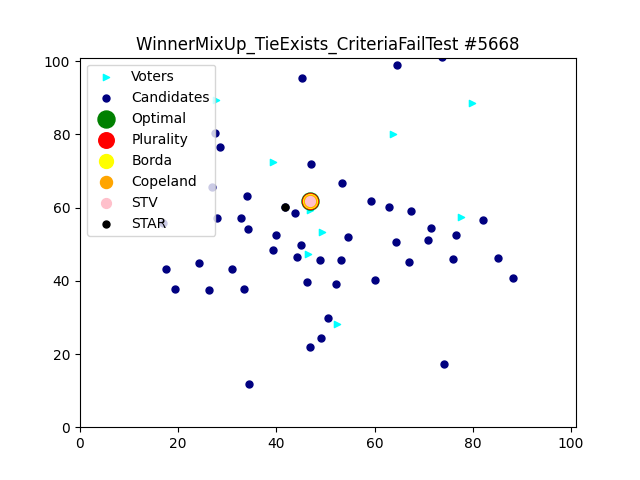 WinnerMixUp_TieExists_CriteriaFailTest #5668
100
80
60
40
20
0
Voters
Candidates
Optimal
Plurality
Borda
Copeland
STV
STAR
0 20 40 60 80 100